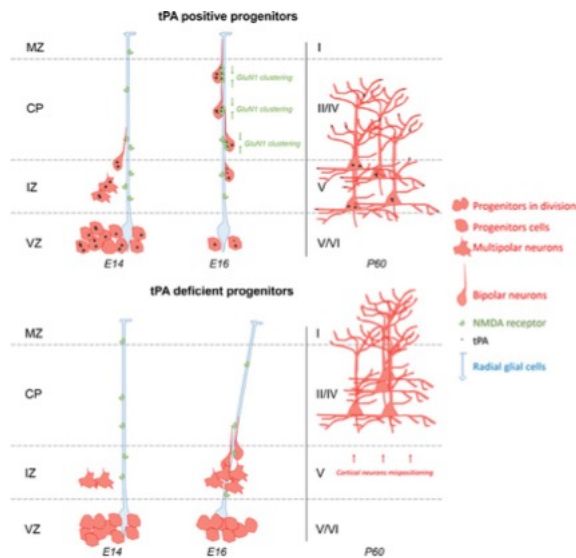 tPA positive progenitors
MZ
CP
IZ
VZ
GluN1 clustering
GluN1 clustering
GluN1 clustering
E14
E16
I
II/IV
V
V/VI
P60
tPA deficient progenitors
MZ
CP
IZ
VZ
E14
E16
I
II/IV
V
Cortical neurons mispositioning
V/VI
P60
Progenitors in division
Progenitors cells
Multipolar neurons
Bipolar neurons
NMDA receptor
tPA
Radial glial cells